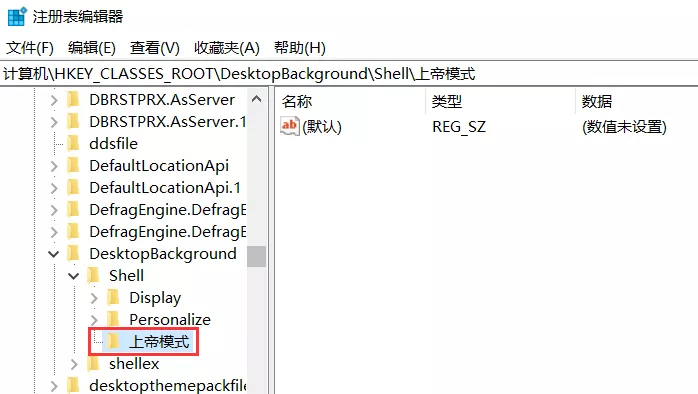 注册表编辑器
文件(F) 编辑(E) 查看(V) 收藏夹(A) 帮助(H)
计算机\HKEY_CLASSES_ROOT\DesktopBackground\Shell\上帝模式
DBRSTPRX.AsServer
DBRSTPRX.AsServer.1
ddsfile
DefaultLocationApi
DefaultLocationApi.1
DefragEngine.DefragE
DefragEngine.DefragE
DesktopBackground
Shell
Display
Personalize
上帝模式
shellex
desktopthemepackfile
名称 类型 数据
ab (默认) REG_SZ (数值未设置)